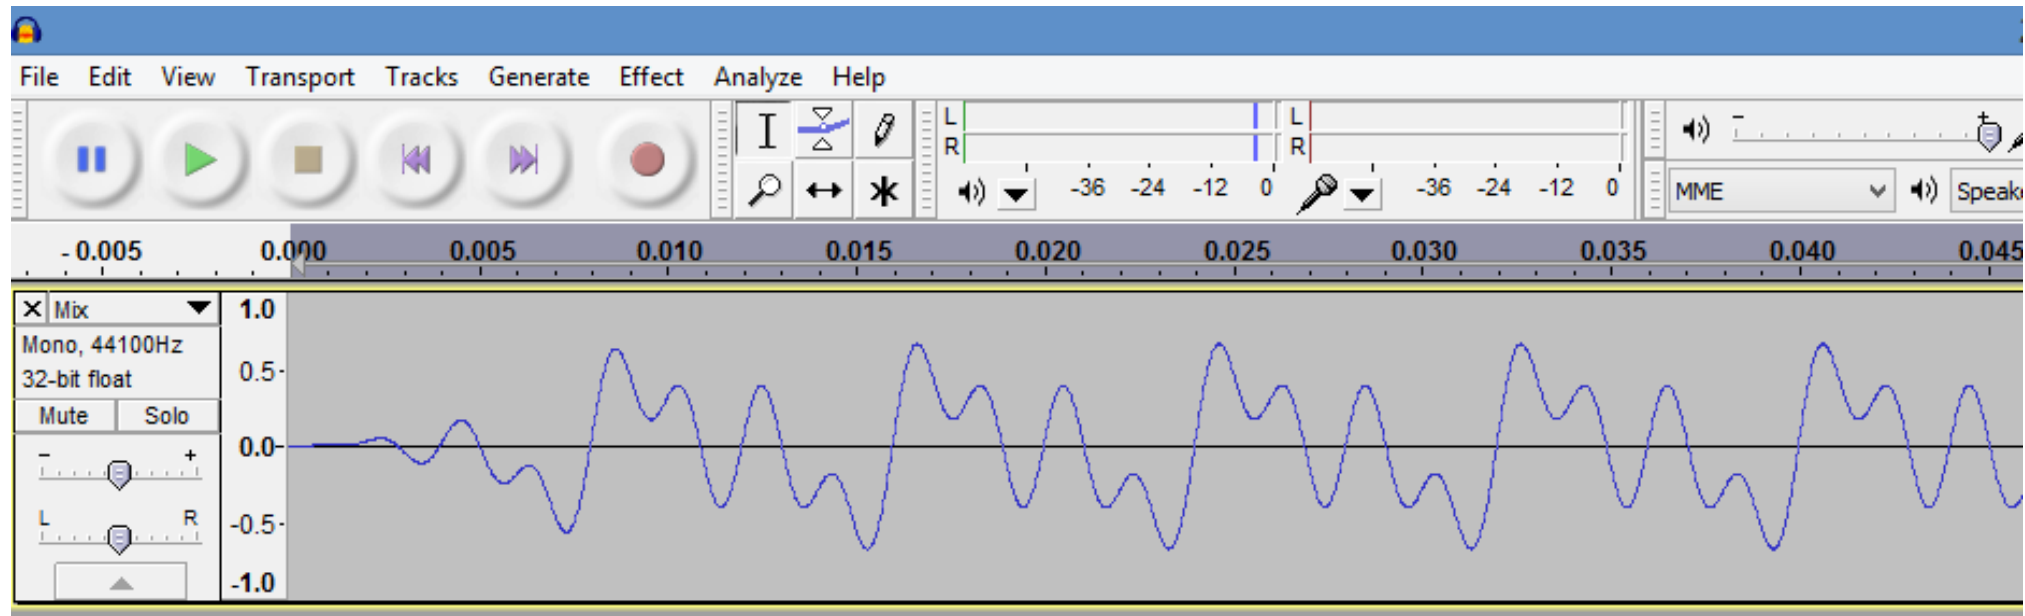 File Edit View Transport Tracks Generate Effect Analyze Help
L
R
-36 -24 -12 0
L
R
-36 -24 -12 0
- +
MME
- 0.005 0.000 0.005 0.010 0.015 0.020 0.025 0.030 0.035 0.040 0.045
X Mix
Mono, 44100Hz
32-bit float
Mute Solo
- +
L R
1.0
0.5-
0.0-
-0.5-
-1.0